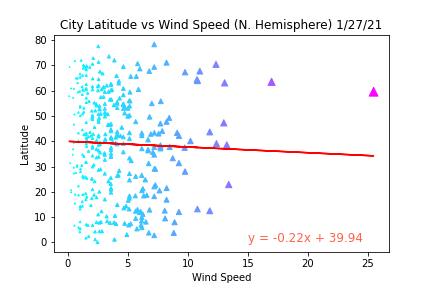 City Latitude vs Wind Speed (N. Hemisphere) 1/27/21
80
70
60
50
40
30
20
10
0
Latitude
y = -0.22x + 39.94
0 5 10 15 20 25
Wind Speed